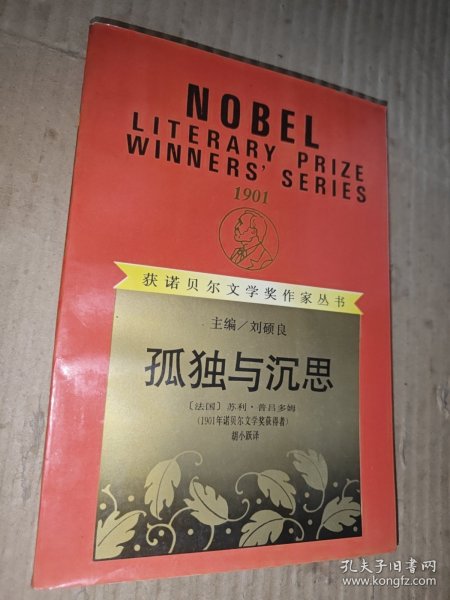 NOBEL
LITERARY PRIZE
WINNERS' SERIES
1901
获诺贝尔文学奖作家丛书
主编/刘硕良
孤独与沉思
〔法国〕苏利·普吕多姆
(1901年诺贝尔文学奖获得者)
胡小跃译
孔夫子旧书网
www.kongfz.com